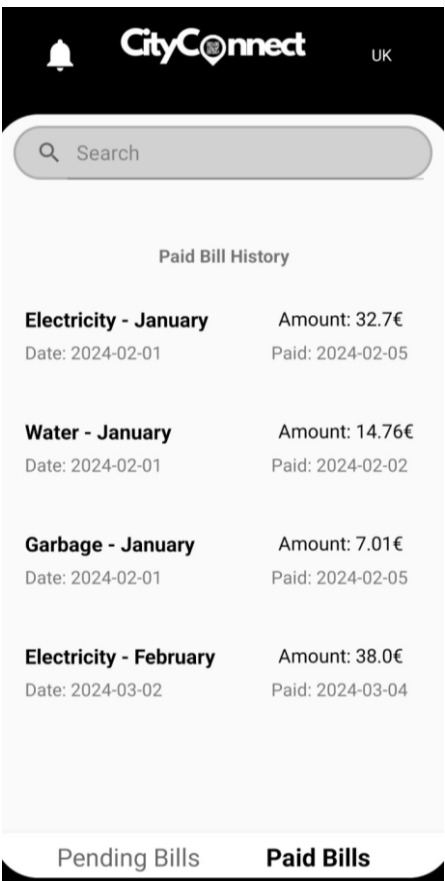 CityConnect
UK
Search
Paid Bill History
Electricity - January Amount: 32.7€
Date: 2024-02-01 Paid: 2024-02-05
Water - January Amount: 14.76€
Date: 2024-02-01 Paid: 2024-02-02
Garbage - January Amount: 7.01€
Date: 2024-02-01 Paid: 2024-02-05
Electricity - February Amount: 38.0€
Date: 2024-03-02 Paid: 2024-03-04
Pending Bills Paid Bills